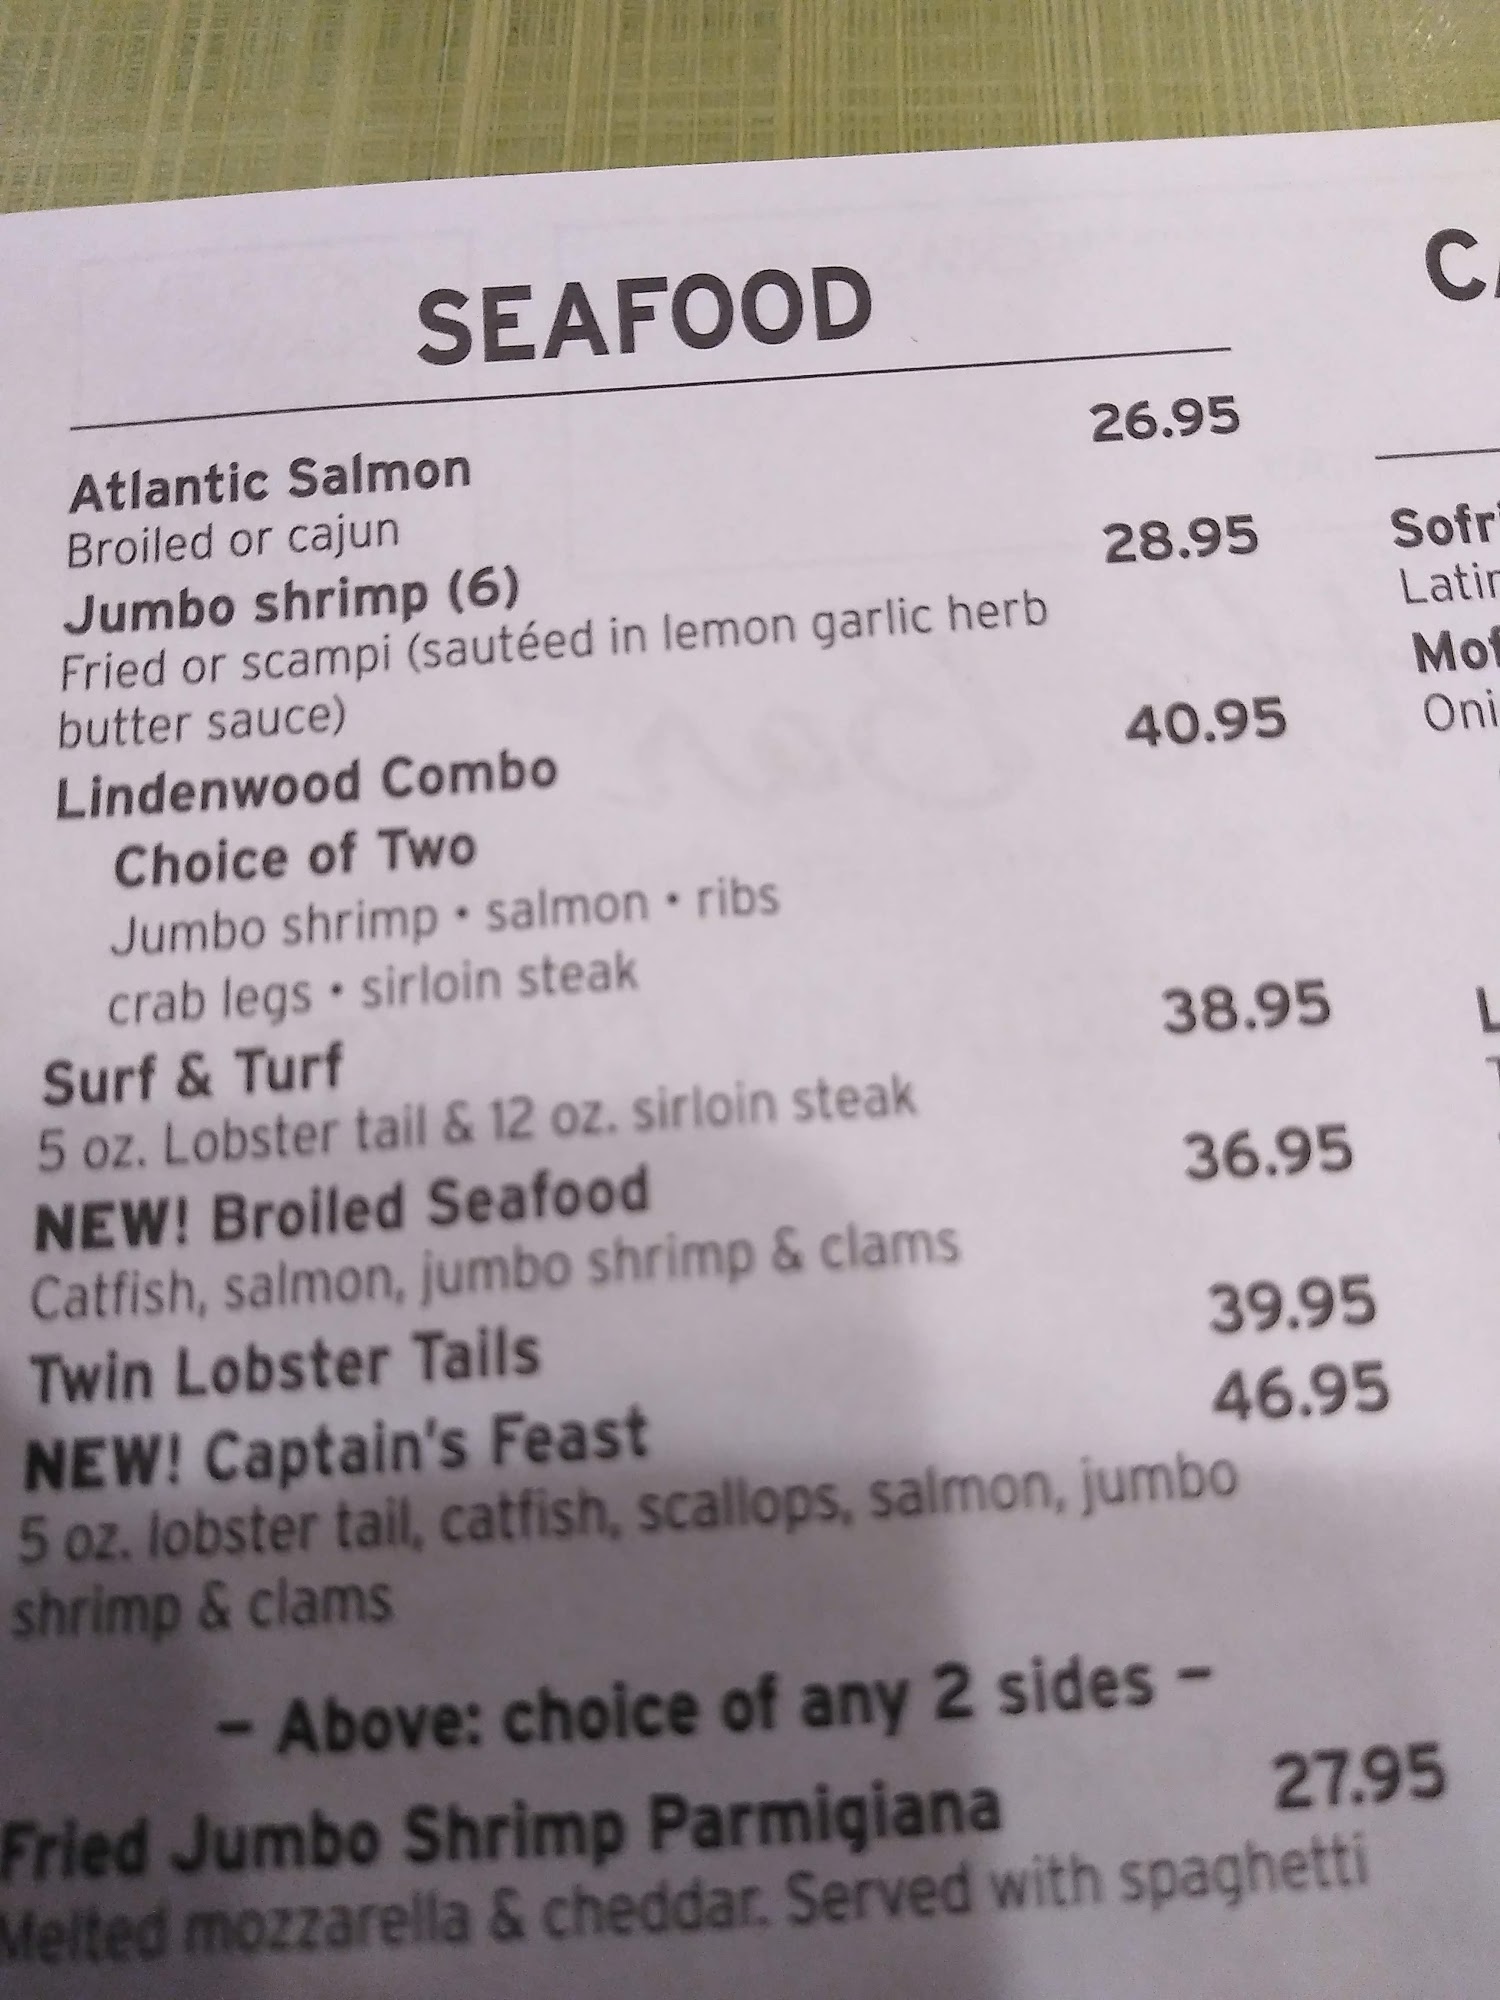 SEAFOOD
Atlantic Salmon 26.95
Broiled or cajun
Jumbo shrimp (6) 28.95
Fried or scampi (sautéed in lemon garlic herb
butter sauce)
Lindenwood Combo 40.95
Choice of Two
Jumbo shrimp • salmon • ribs
crab legs • sirloin steak
Surf & Turf 38.95
5 oz. Lobster tail & 12 oz. sirloin steak
NEW! Broiled Seafood 36.95
Catfish, salmon, jumbo shrimp & clams
Twin Lobster Tails 39.95
NEW! Captain's Feast 46.95
5 oz. lobster tail, catfish, scallops, salmon, jumbo
shrimp & clams
– Above: choice of any 2 sides –
Fried Jumbo Shrimp Parmigiana 27.95
Melted mozzarella & cheddar. Served with spaghetti